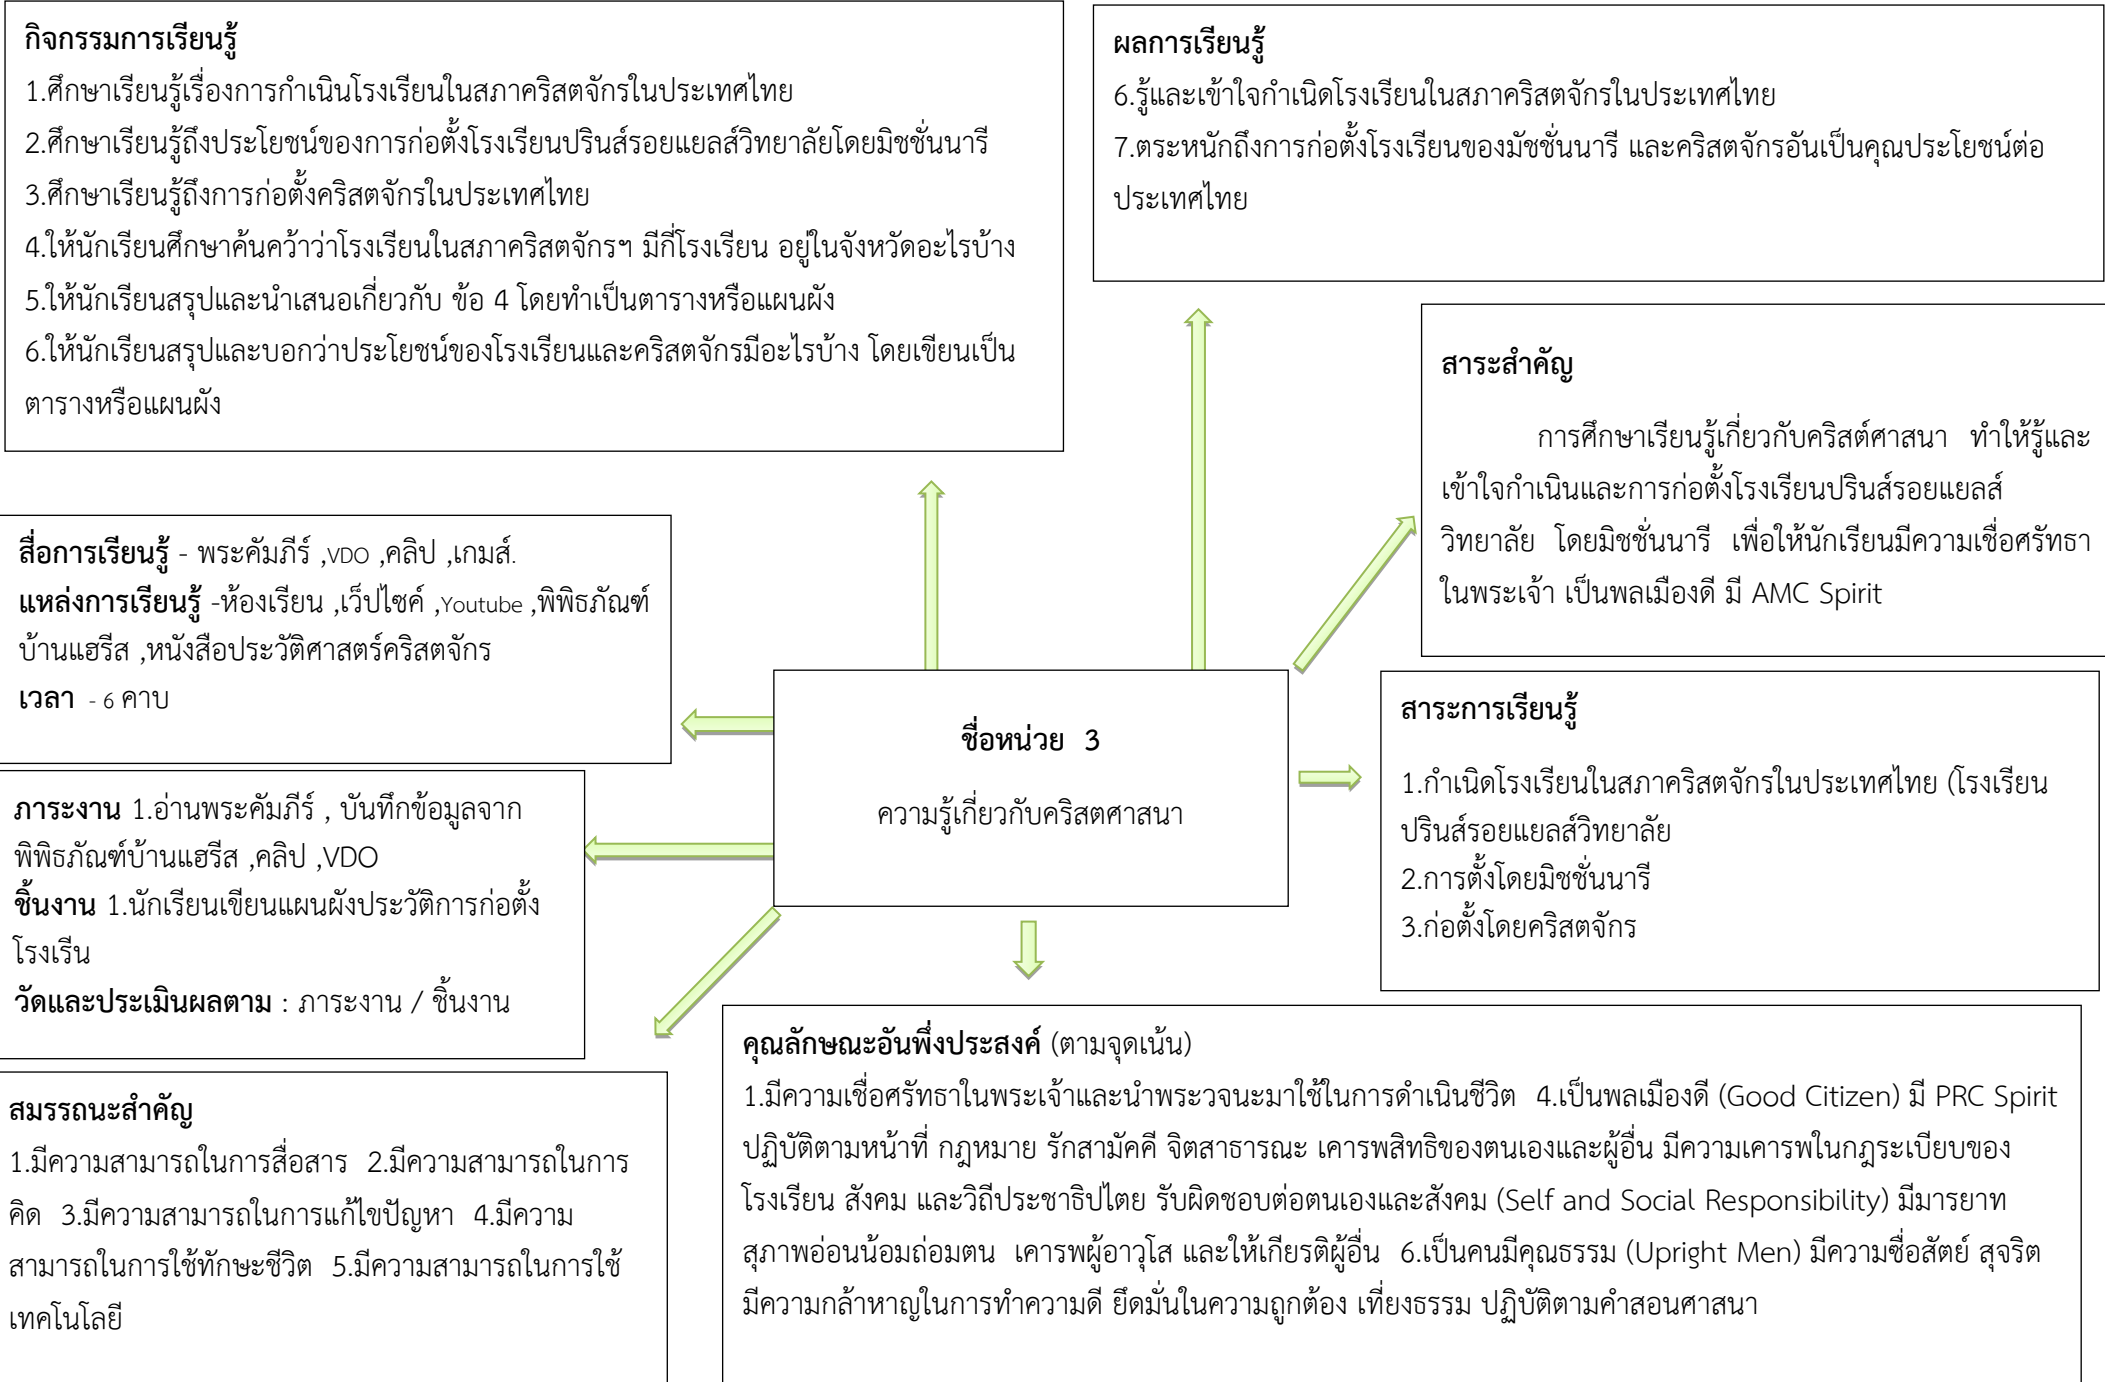 กิจกรรมการเรียนรู้
1.ศึกษาเรียนรู้เรื่องการกำเนินโรงเรียนในสภาคริสตจักรในประเทศไทย
2.ศึกษาเรียนรู้ถึงประโยชน์ของการก่อตั้งโรงเรียนปรินส์รอยแยลส์วิทยาลัยโดยมิชชั่นนารี
3.ศึกษาเรียนรู้ถึงการก่อตั้งคริสตจักรในประเทศไทย
4.ให้นักเรียนศึกษาค้นคว้าว่าโรงเรียนในสภาคริสตจักรฯ มีกี่โรงเรียน อยู่ในจังหวัดอะไรบ้าง
5.ให้นักเรียนสรุปและนำเสนอเกี่ยวกับ ข้อ 4 โดยทำเป็นตารางหรือแผนผัง
6.ให้นักเรียนสรุปและบอกว่าประโยชน์ของโรงเรียนและคริสตจักรมีอะไรบ้าง โดยเขียนเป็น
ตารางหรือแผนผัง
ผลการเรียนรู้
6.รู้และเข้าใจกำเนิดโรงเรียนในสภาคริสตจักรในประเทศไทย
7.ตระหนักถึงการก่อตั้งโรงเรียนของมัชชั่นนารี และคริสตจักรอันเป็นคุณประโยชน์ต่อ
ประเทศไทย
สาระสำคัญ
การศึกษาเรียนรู้เกี่ยวกับคริสต์ศาสนา ทำให้รู้และ
เข้าใจกำเนินและการก่อตั้งโรงเรียนปรินส์รอยแยลส์
วิทยาลัย โดยมิชชั่นนารี เพื่อให้นักเรียนมีความเชื่อศรัทธา
ในพระเจ้า เป็นพลเมืองดี มี AMC Spirit
สื่อการเรียนรู้ - พระคัมภีร์ ,VDO ,คลิป ,เกมส์.
แหล่งการเรียนรู้ -ห้องเรียน ,เว็ปไซค์ ,Youtube ,พิพิธภัณฑ์
บ้านแฮรีส ,หนังสือประวัติศาสตร์คริสตจักร
เวลา - 6 คาบ
ชื่อหน่วย 3
ความรู้เกี่ยวกับคริสตศาสนา
สาระการเรียนรู้
1.กำเนิดโรงเรียนในสภาคริสตจักรในประเทศไทย (โรงเรียน
ปรินส์รอยแยลส์วิทยาลัย
2.การตั้งโดยมิชชั่นนารี
3.ก่อตั้งโดยคริสตจักร
ภาระงาน 1.อ่านพระคัมภีร์ , บันทึกข้อมูลจาก
พิพิธภัณฑ์บ้านแฮรีส ,คลิป ,VDO
ชิ้นงาน 1.นักเรียนเขียนแผนผังประวัติการก่อตั้ง
โรงเรีน
วัดและประเมินผลตาม : ภาระงาน / ชิ้นงาน
สมรรถนะสำคัญ
1.มีความสามารถในการสื่อสาร 2.มีความสามารถในการ
คิด 3.มีความสามารถในการแก้ไขปัญหา 4.มีความ
สามารถในการใช้ทักษะชีวิต 5.มีความสามารถในการใช้
เทคโนโลยี
คุณลักษณะอันพึ่งประสงค์ (ตามจุดเน้น)
1.มีความเชื่อศรัทธาในพระเจ้าและนำพระวจนะมาใช้ในการดำเนินชีวิต 4.เป็นพลเมืองดี (Good Citizen) มี PRC Spirit
ปฏิบัติตามหน้าที่ กฎหมาย รักสามัคคี จิตสาธารณะ เคารพสิทธิของตนเองและผู้อื่น มีความเคารพในกฎระเบียบของ
โรงเรียน สังคม และวิถีประชาธิปไตย รับผิดชอบต่อตนเองและสังคม (Self and Social Responsibility) มีมารยาท
สุภาพอ่อนน้อมถ่อมตน เคารพผู้อาวุโส และให้เกียรติผู้อื่น 6.เป็นคนมีคุณธรรม (Upright Men) มีความซื่อสัตย์ สุจริต
มีความกล้าหาญในการทำความดี ยึดมั่นในความถูกต้อง เที่ยงธรรม ปฏิบัติตามคำสอนศาสนา